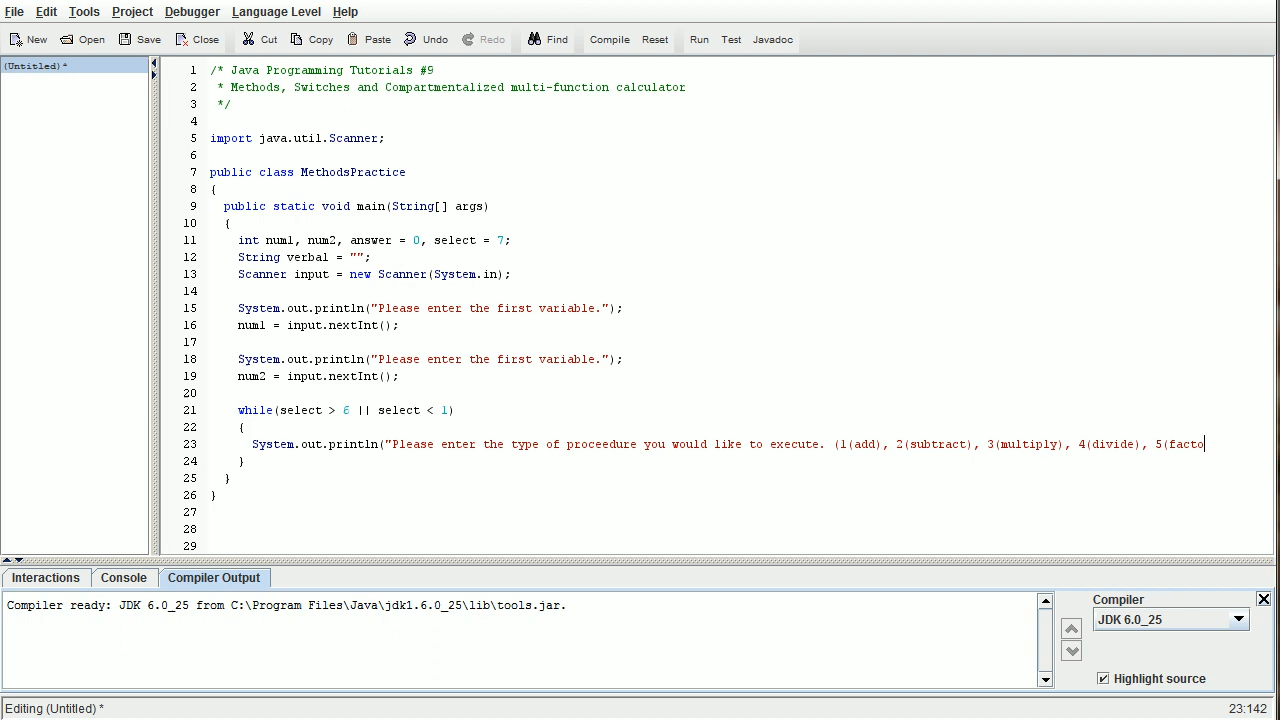 File Edit Tools Project Debugger Language Level Help
New Open Save Close Cut Copy Paste Undo Redo Find Compile Reset Run Test Javadoc
(Untitled)*
1 /* Java Programming Tutorials #9
2 * Methods, Switches and Compartmentalized multi-function calculator
3 */
4
5 import java.util.Scanner;
6
7 public class MethodsPractice
8 {
9 public static void main(String[] args)
10 {
11 int num1, num2, answer = 0, select = 7;
12 String verbal = "";
13 Scanner input = new Scanner(System.in);
14
15 System.out.println("Please enter the first variable.");
16 num1 = input.nextInt();
17
18 System.out.println("Please enter the first variable.");
19 num2 = input.nextInt();
20
21 while(select > 6 || select < 1)
22 {
23 System.out.println("Please enter the type of proceedure you would like to execute. (1(add), 2(subtract), 3(multiply), 4(divide), 5(facto
24 }
25 }
26 }
27
28
29
Interactions Console Compiler Output
Compiler ready: JDK 6.0_25 from C:\Program Files\Java\jdk1.6.0_25\lib\tools.jar.
Compiler
JDK 6.0_25
Highlight source
Editing (Untitled) * 23:142